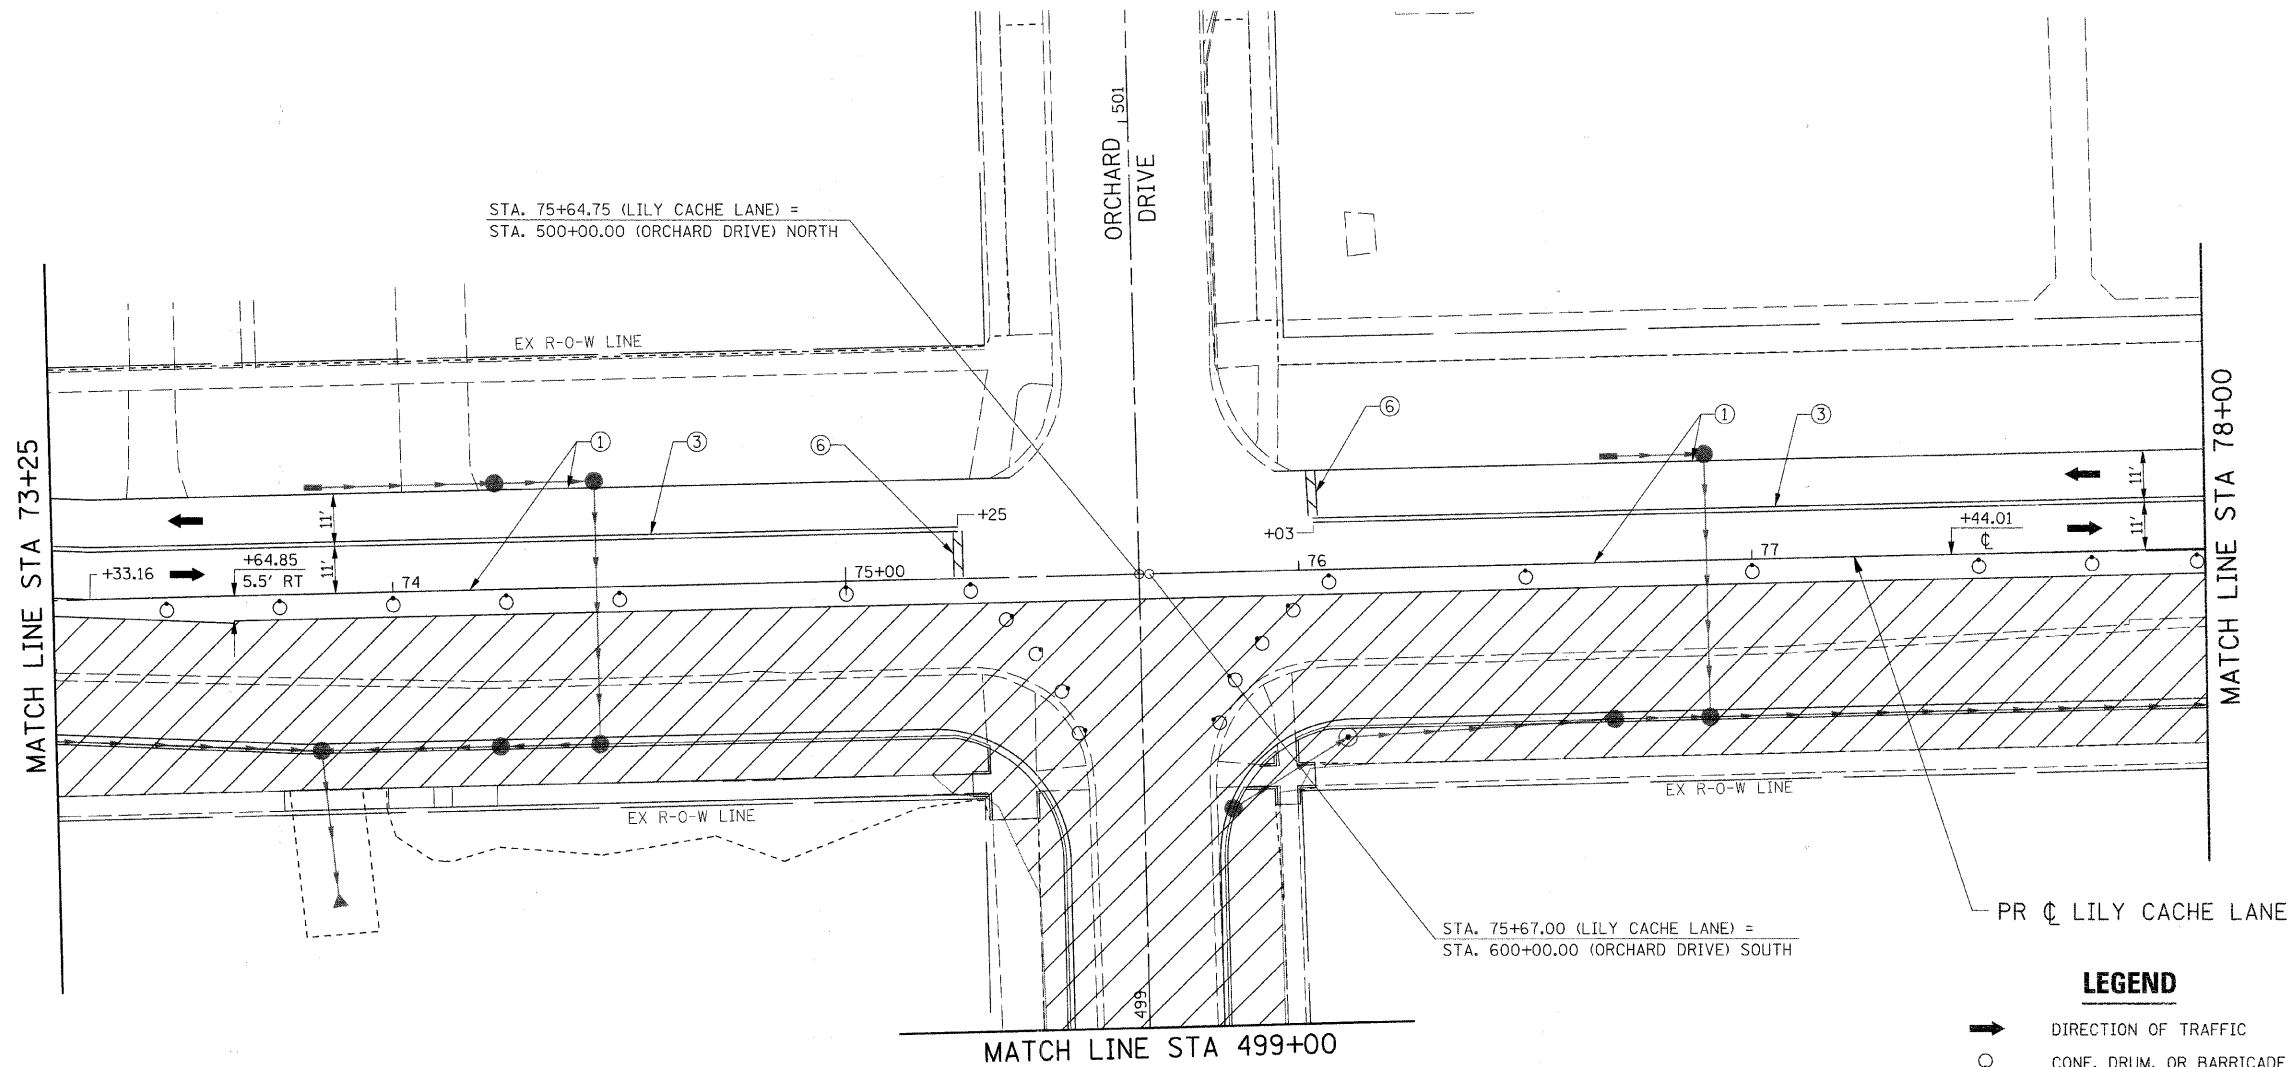 501
ORCHARD
DRIVE
STA. 75+64.75 (LILY CACHE LANE) =
STA. 500+00.00 (ORCHARD DRIVE) NORTH
EX R-O-W LINE
MATCH LINE STA 73+25
MATCH LINE STA 78+00
1
3
6
6
1
3
11'
11'
+25
+03
+33.16
+64.85
5.5' RT
74
75+00
76
77
+44.01
℄
11'
11'
EX R-O-W LINE
EX R-O-W LINE
STA. 75+67.00 (LILY CACHE LANE) =
STA. 600+00.00 (ORCHARD DRIVE) SOUTH
PR ℄ LILY CACHE LANE
499
MATCH LINE STA 499+00
LEGEND
DIRECTION OF TRAFFIC
CONE, DRUM, OR BARRICADE